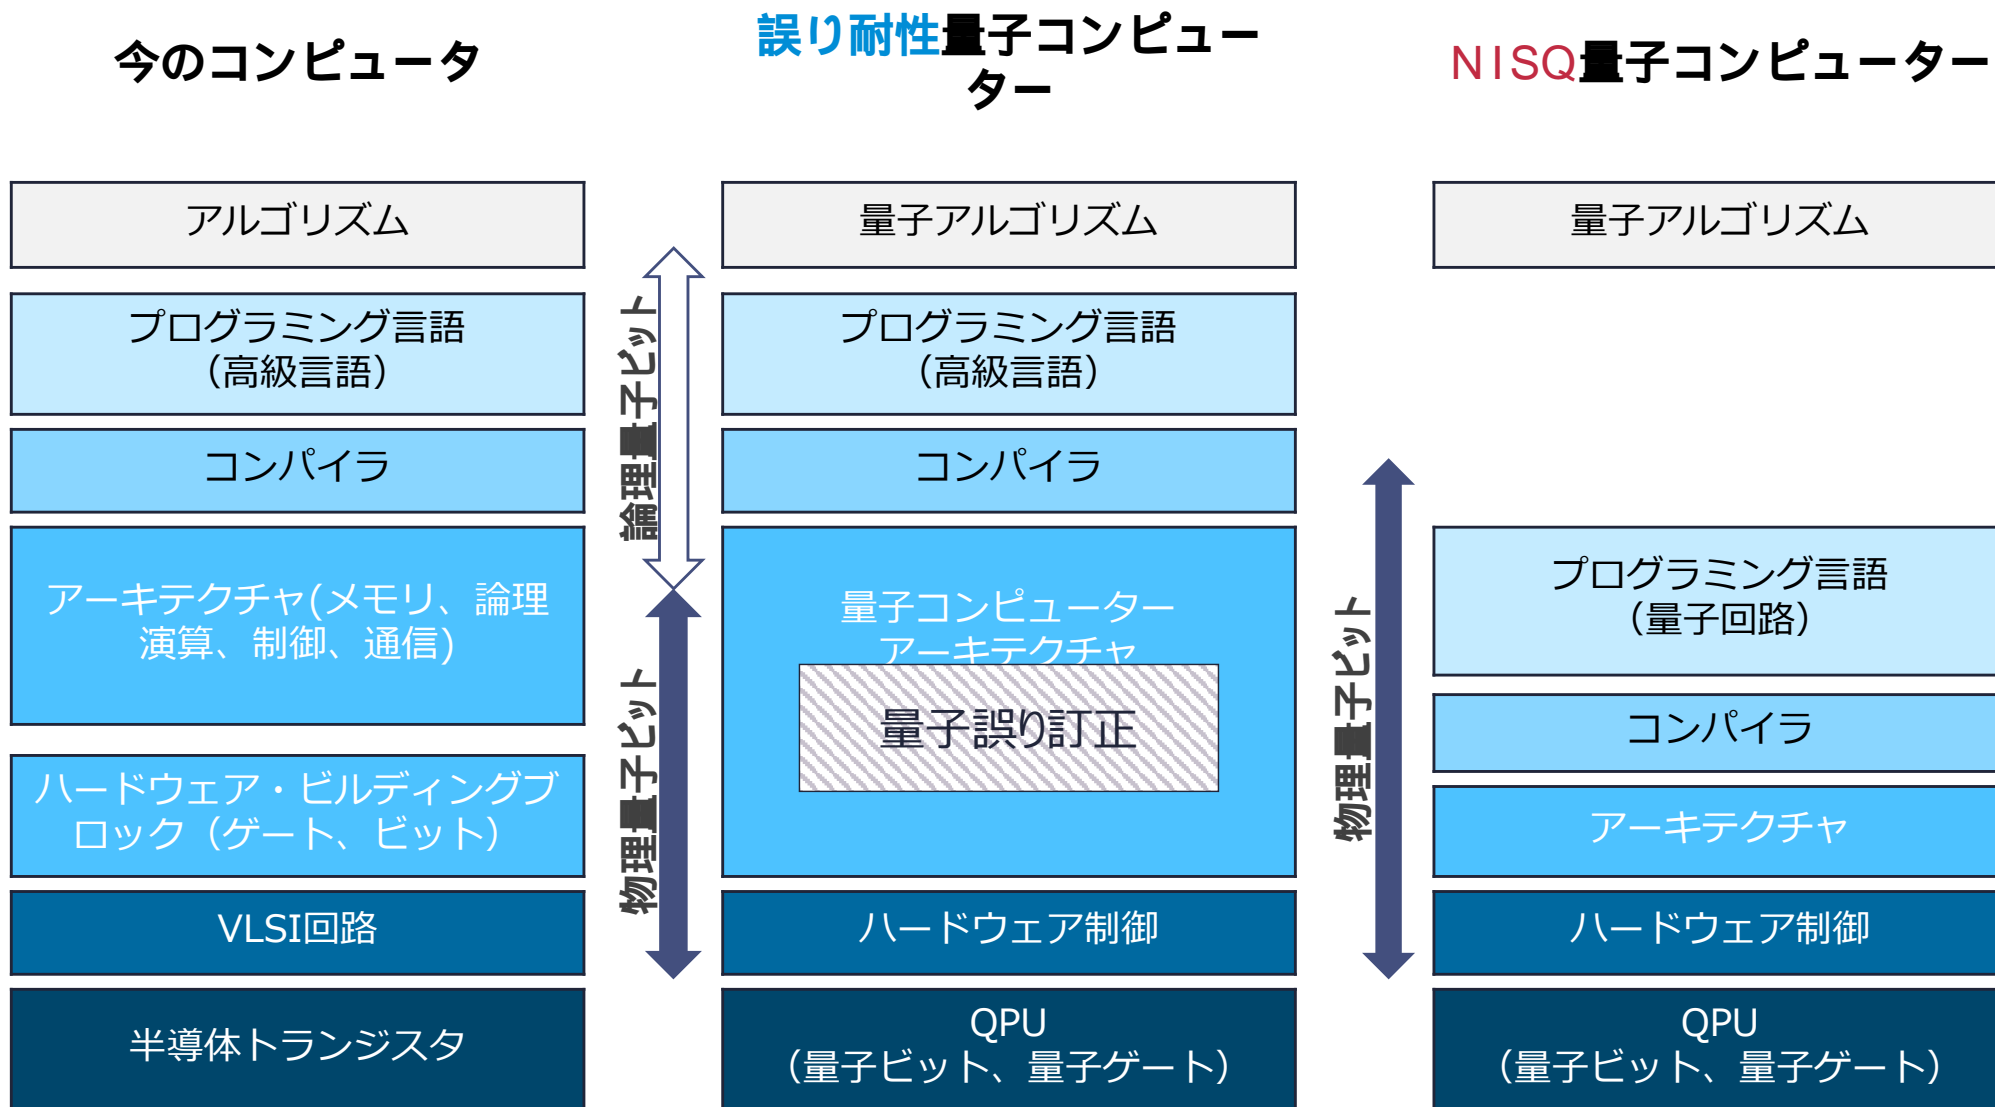 今のコンピュータ
誤り耐性量子コンピュー
ター
NISQ量子コンピューター
アルゴリズム
プログラミング言語
（高級言語）
コンパイラ
アーキテクチャ(メモリ、論理
演算、制御、通信)
ハードウェア・ビルディングブ
ロック（ゲート、ビット）
VLSI回路
半導体トランジスタ
論理量子ビット
物理量子ビット
量子アルゴリズム
プログラミング言語
（高級言語）
コンパイラ
量子コンピューター
アーキテクチャ
量子誤り訂正
ハードウェア制御
QPU
（量子ビット、量子ゲート）
物理量子ビット
量子アルゴリズム
プログラミング言語
（量子回路）
コンパイラ
アーキテクチャ
ハードウェア制御
QPU
（量子ビット、量子ゲート）